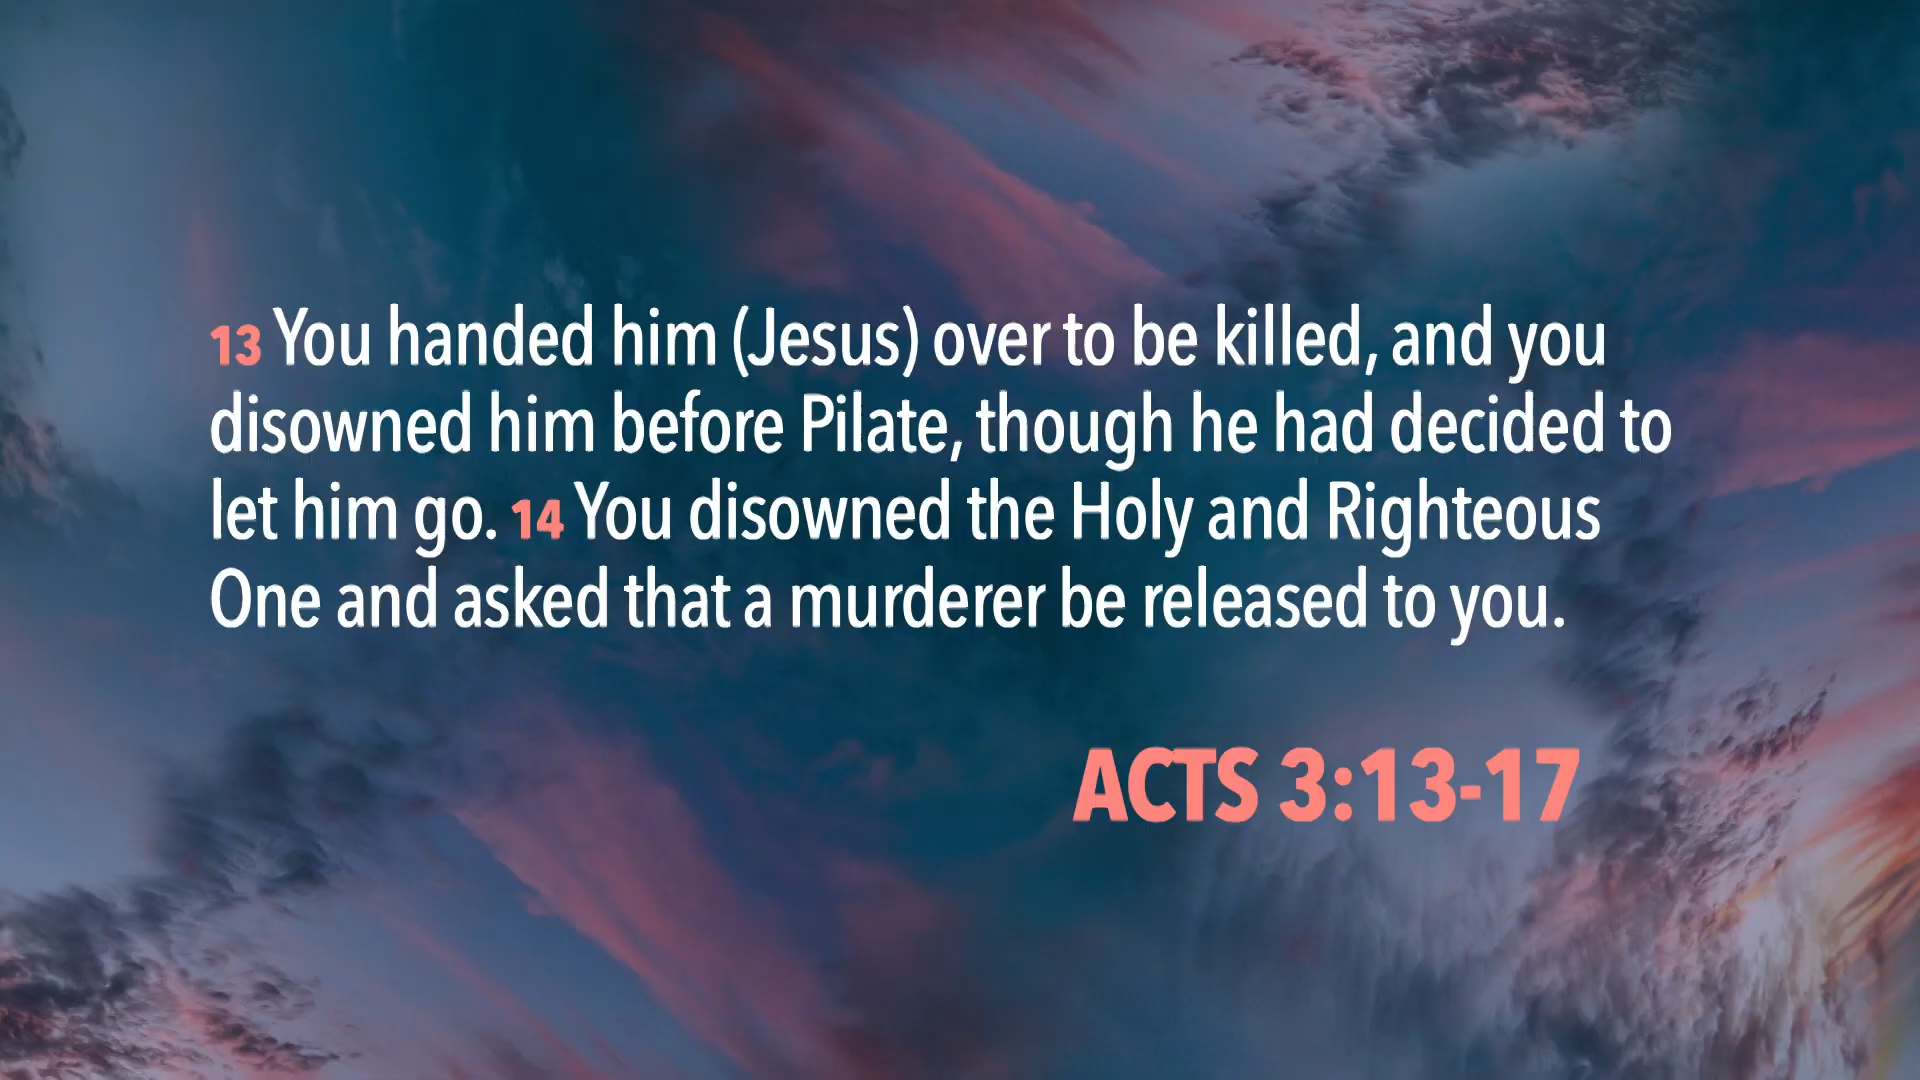 13 You handed him (Jesus) over to be killed, and you
disowned him before Pilate, though he had decided to
let him go. 14 You disowned the Holy and Righteous
One and asked that a murderer be released to you.
ACTS 3:13-17